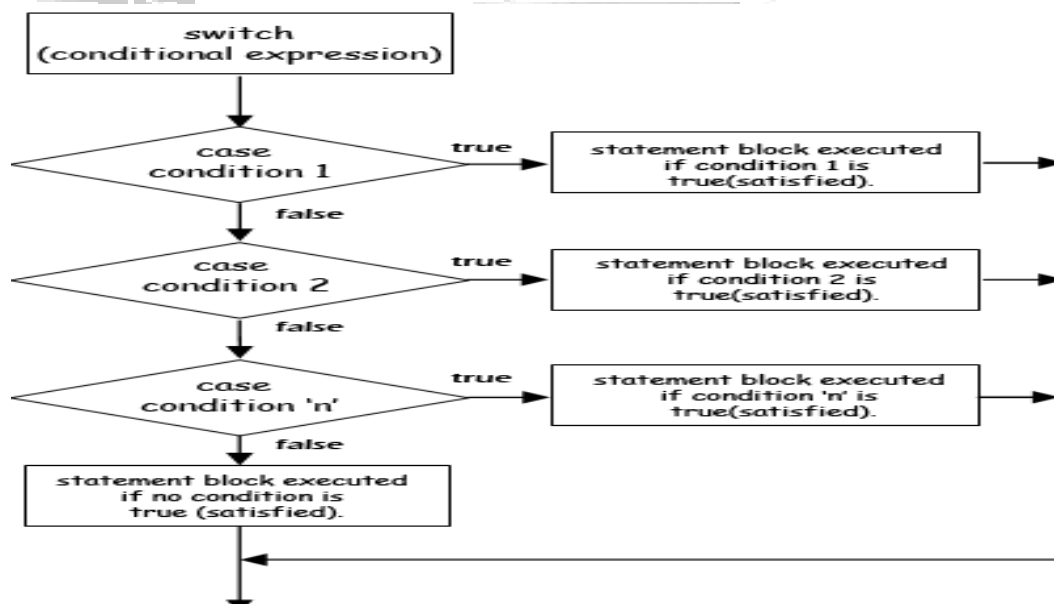 switch
(conditional expression)
case
condition 1
true
statement block executed
if condition 1 is
true(satisfied).
false
case
condition 2
true
statement block executed
if condition 2 is
true(satisfied).
false
case
condition 'n'
true
statement block executed
if condition 'n' is
true(satisfied).
false
statement block executed
if no condition is
true (satisfied).